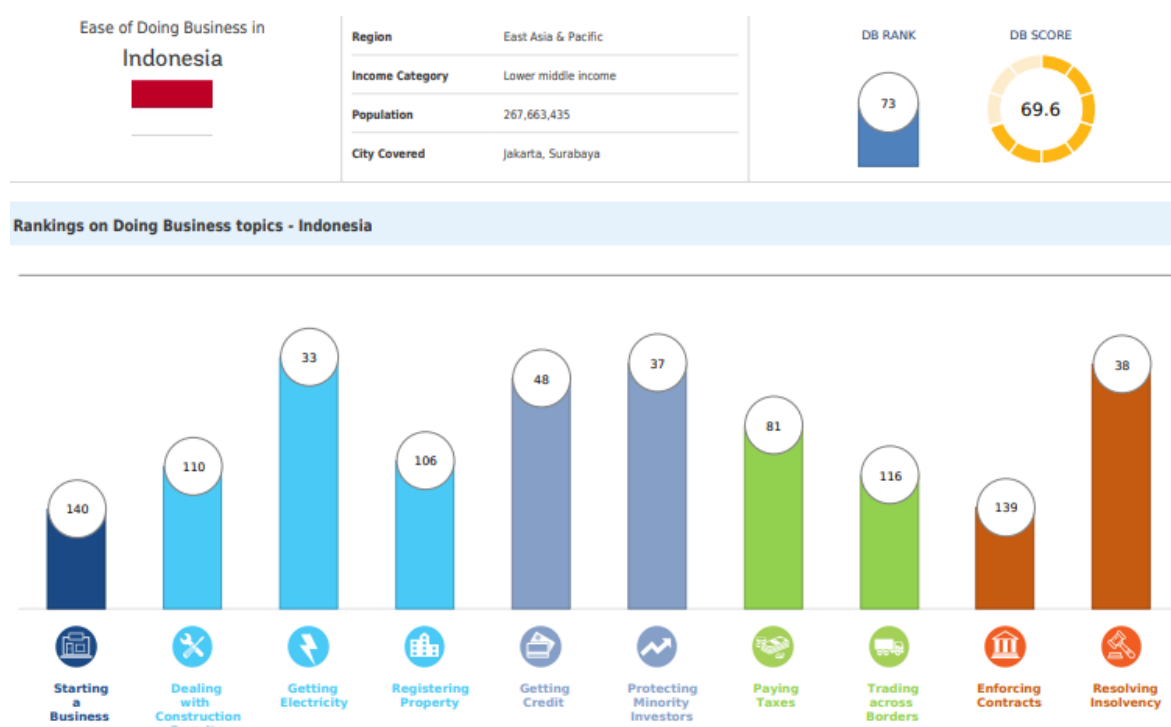 Ease of Doing Business in
Indonesia
Region East Asia & Pacific
Income Category Lower middle income
Population 267,663,435
City Covered Jakarta, Surabaya
DB RANK DB SCORE
73 69.6
Rankings on Doing Business topics - Indonesia
140 110 33 106 48 37 81 116 139 38
Starting
a
Business
Dealing
with
Construction
Getting
Electricity
Registering
Property
Getting
Credit
Protecting
Minority
Investors
Paying
Taxes
Trading
across
Borders
Enforcing
Contracts
Resolving
Insolvency